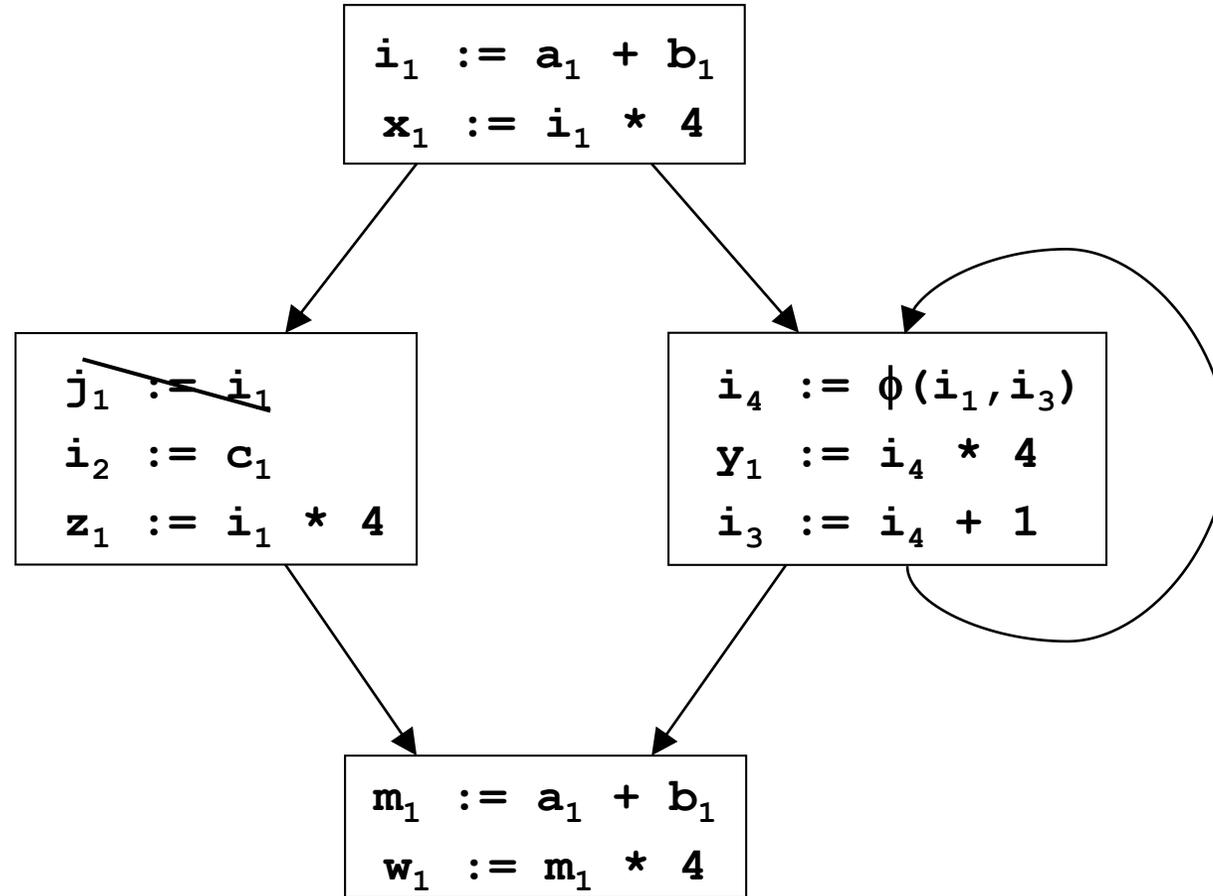 i₁ := a₁ + b₁
x₁ := i₁ * 4
j₁ := i₁
i₂ := c₁
z₁ := i₁ * 4
i₄ := ϕ(i₁,i₃)
y₁ := i₄ * 4
i₃ := i₄ + 1
m₁ := a₁ + b₁
w₁ := m₁ * 4